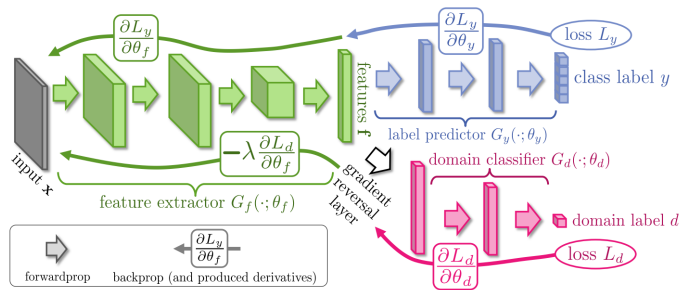 ∂L_y/∂θ_f
∂L_y/∂θ_y
loss L_y
features f
class label y
label predictor G_y(·; θ_y)
input x
−λ ∂L_d/∂θ_f
feature extractor G_f(·; θ_f)
gradient
reversal
layer
domain classifier G_d(·; θ_d)
domain label d
∂L_d/∂θ_d
loss L_d
∂L_y/∂θ_f
forwardprop
backprop (and produced derivatives)